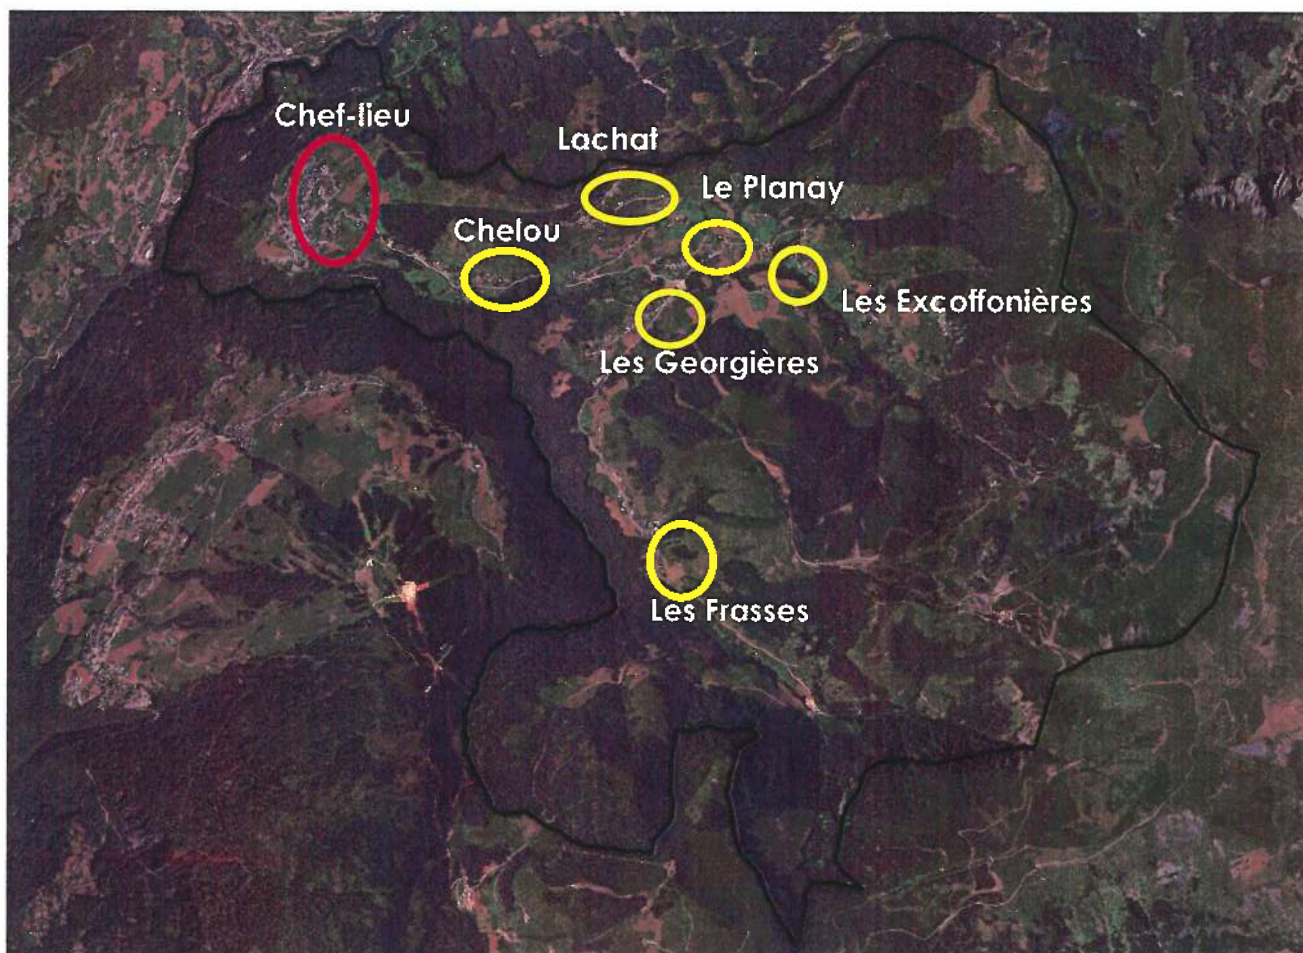 Chef-lieu
Lachat
Le Planay
Chelou
Les Excoffonières
Les Georgières
Les Frasses